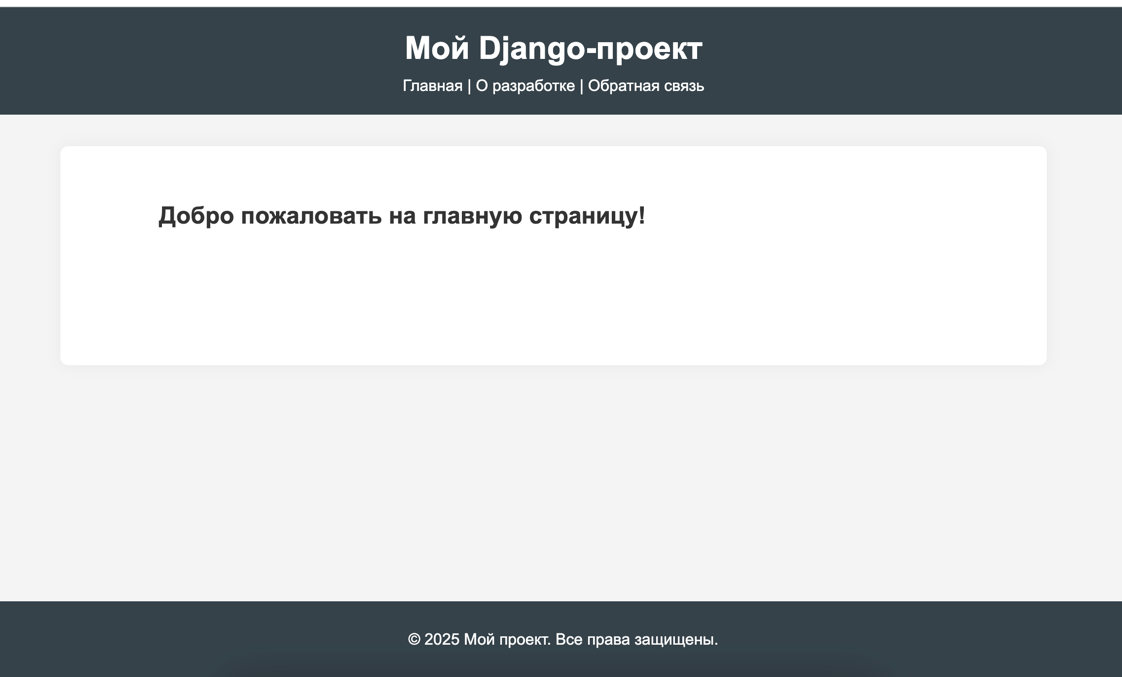 Мой Django-проект
Главная | О разработке | Обратная связь
Добро пожаловать на главную страницу!
© 2025 Мой проект. Все права защищены.